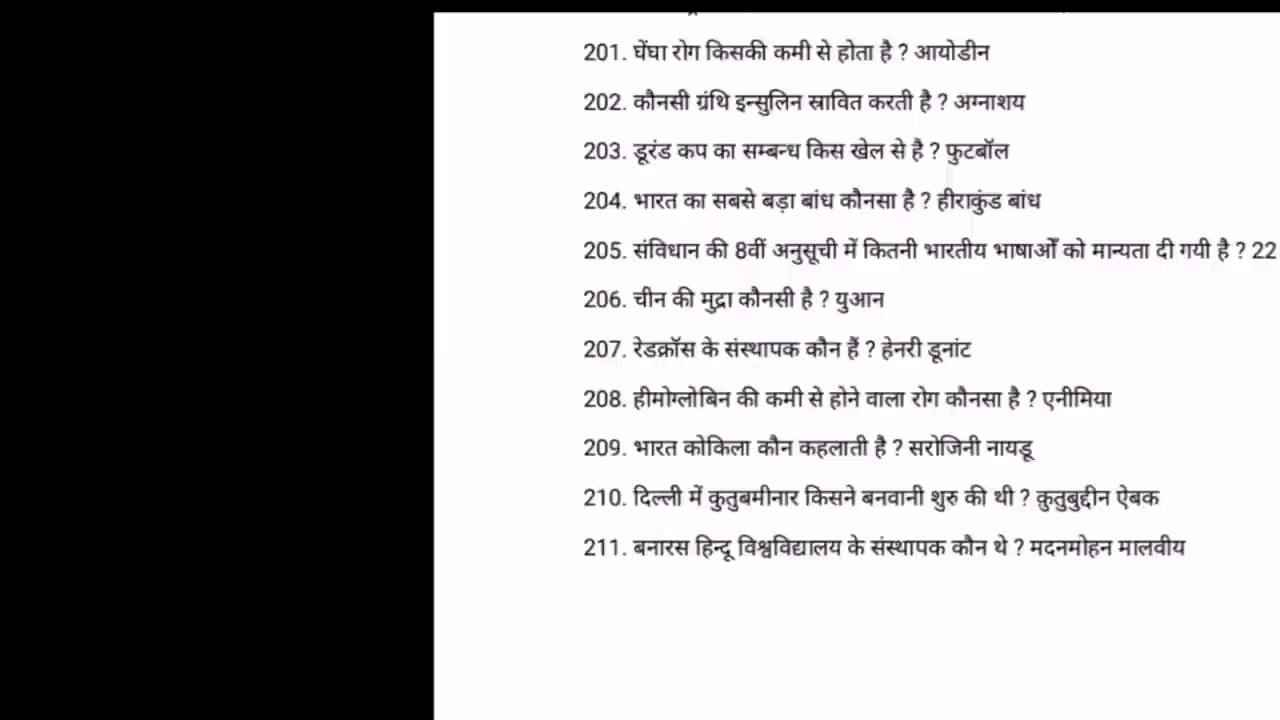 201. घेंघा रोग किसकी कमी से होता है ? आयोडीन
202. कौनसी ग्रंथि इन्सुलिन स्रावित करती है ? अग्नाशय
203. डूरंड कप का सम्बन्ध किस खेल से है ? फुटबॉल
204. भारत का सबसे बड़ा बांध कौनसा है ? हीराकुंड बांध
205. संविधान की 8वीं अनुसूची में कितनी भारतीय भाषाओँ को मान्यता दी गयी है ? 22
206. चीन की मुद्रा कौनसी है ? युआन
207. रेडक्रॉस के संस्थापक कौन हैं ? हेनरी डूनांट
208. हीमोग्लोबिन की कमी से होने वाला रोग कौनसा है ? एनीमिया
209. भारत कोकिला कौन कहलाती है ? सरोजिनी नायडू
210. दिल्ली में कुतुबमीनार किसने बनवानी शुरु की थी ? क़ुतुबुद्दीन ऐबक
211. बनारस हिन्दू विश्वविद्यालय के संस्थापक कौन थे ? मदनमोहन मालवीय